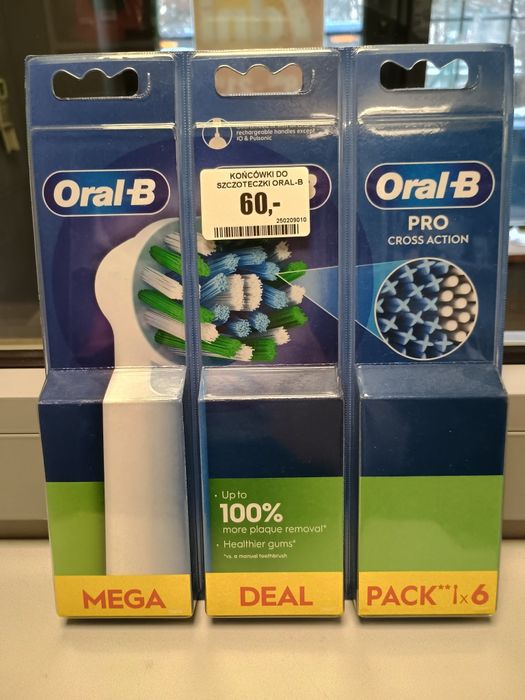 rechargeable handles except
iO & Pulsonic
KOŃCÓWKI DO
SZCZOTECZKI ORAL-B
60,-
250209010
Oral-B
Oral-B
PRO
CROSS ACTION
• Up to
100%
more plaque removal*
• Healthier gums*
*vs. a manual toothbrush
MEGA
DEAL
PACK**x6